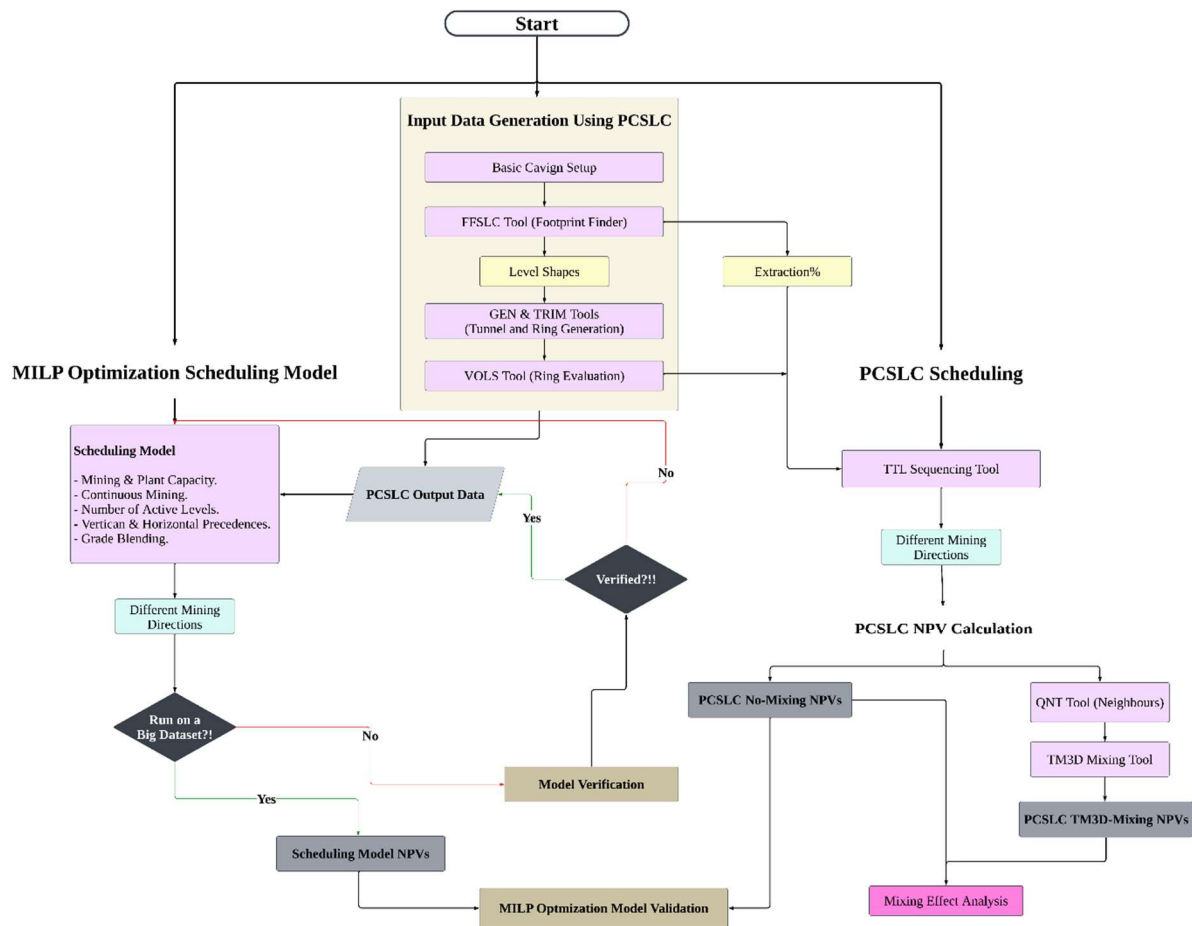 Start
Input Data Generation Using PCSLC
Basic Cavign Setup
FFSLC Tool (Footprint Finder)
Level Shapes
Extraction%
GEN & TRIM Tools
(Tunnel and Ring Generation)
VOLS Tool (Ring Evaluation)
MILP Optimization Scheduling Model
PCSLC Scheduling
Scheduling Model
- Mining & Plant Capacity.
- Continuous Mining.
- Number of Active Levels.
- Vertican & Horizontal Precedences.
- Grade Blending.
PCSLC Output Data
No
Yes
TTL Sequencing Tool
Verified?!!
Different Mining
Directions
Different Mining
Directions
PCSLC NPV Calculation
Run on a
Big Dataset?!
No
Yes
Model Verification
PCSLC No-Mixing NPVs
QNT Tool (Neighbours)
TM3D Mixing Tool
PCSLC TM3D-Mixing NPVs
Scheduling Model NPVs
MILP Optmization Model Validation
Mixing Effect Analysis